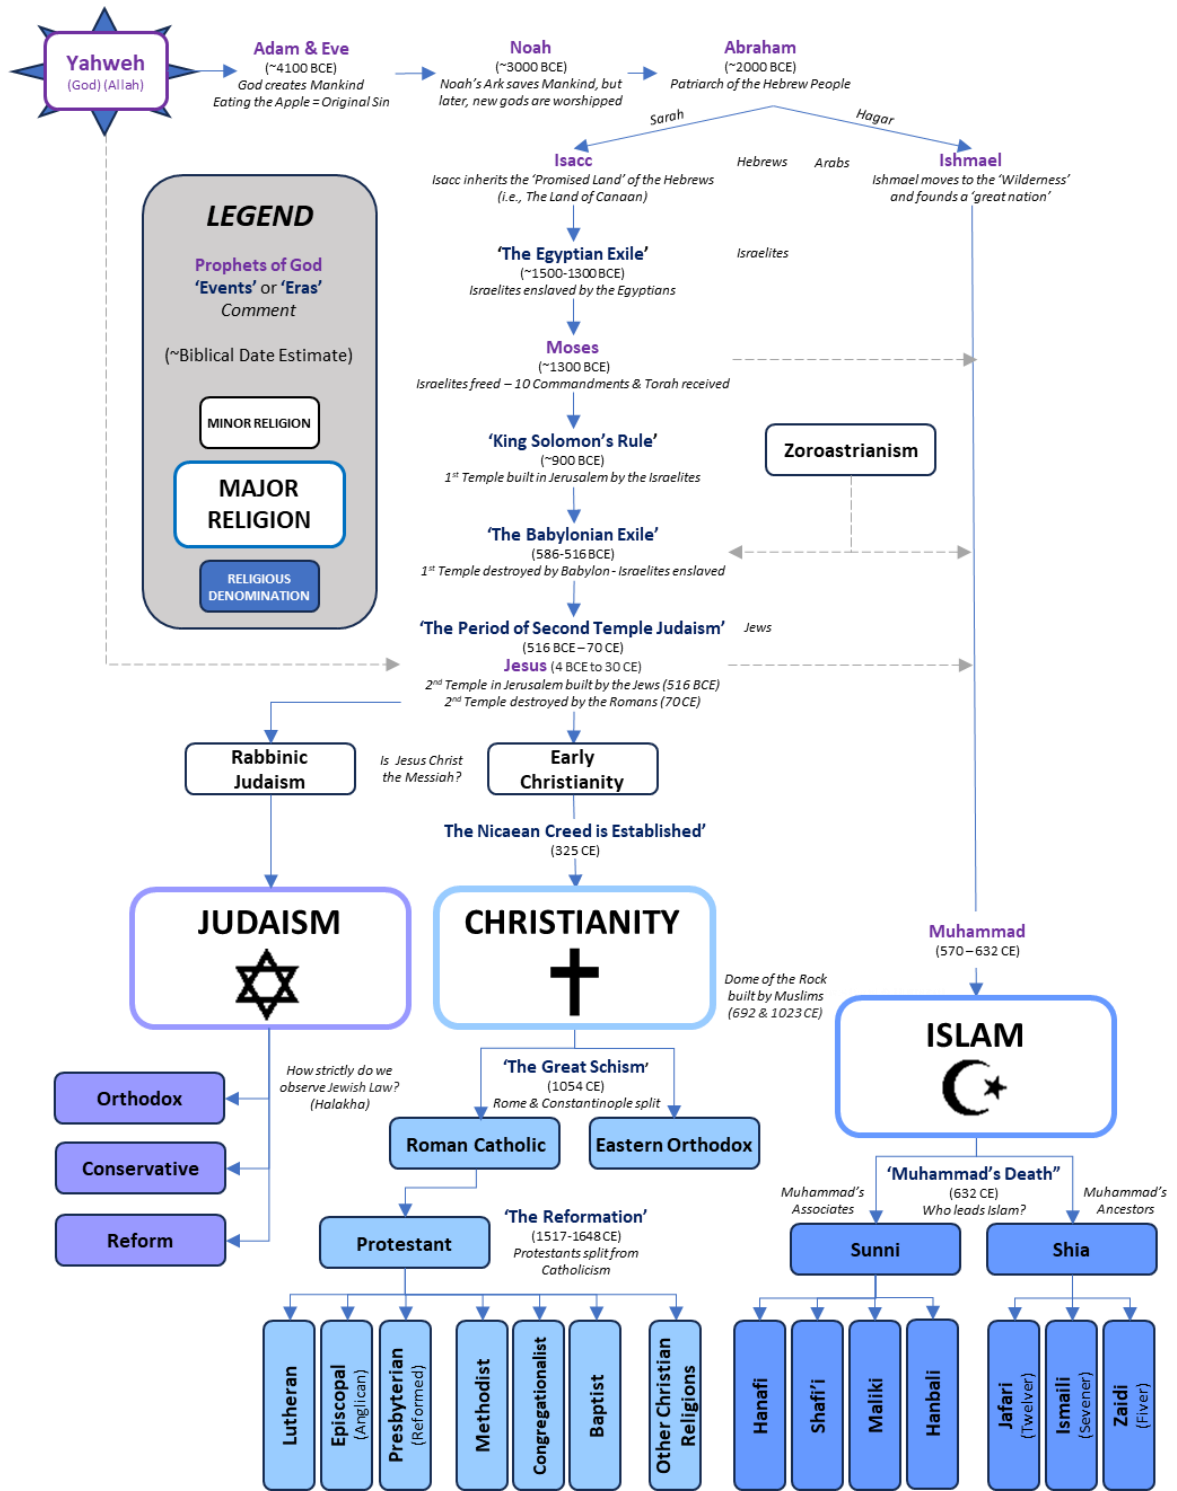 Yahweh
(God) (Allah)
Adam & Eve
(~4100 BCE)
God creates Mankind
Eating the Apple = Original Sin
Noah
(~3000 BCE)
Noah's Ark saves Mankind, but
later, new gods are worshipped
Abraham
(~2000 BCE)
Patriarch of the Hebrew People
Sarah
Hagar
Isacc
Isacc inherits the 'Promised Land' of the Hebrews
(i.e., The Land of Canaan)
Hebrews
Arabs
Ishmael
Ishmael moves to the 'Wilderness'
and founds a 'great nation'
LEGEND
Prophets of God
'Events' or 'Eras'
Comment
(~Biblical Date Estimate)
MINOR RELIGION
MAJOR
RELIGION
RELIGIOUS
DENOMINATION
'The Egyptian Exile'
(~1500-1300 BCE)
Israelites enslaved by the Egyptians
Israelites
Moses
(~1300 BCE)
Israelites freed – 10 Commandments & Torah received
'King Solomon's Rule'
(~900 BCE)
1st Temple built in Jerusalem by the Israelites
Zoroastrianism
'The Babylonian Exile'
(586-516 BCE)
1st Temple destroyed by Babylon - Israelites enslaved
'The Period of Second Temple Judaism'
(516 BCE – 70 CE)
Jews
Jesus (4 BCE to 30 CE)
2nd Temple in Jerusalem built by the Jews (516 BCE)
2nd Temple destroyed by the Romans (70 CE)
Rabbinic
Judaism
Is Jesus Christ
the Messiah?
Early
Christianity
The Nicaean Creed is Established'
(325 CE)
JUDAISM
CHRISTIANITY
Muhammad
(570 – 632 CE)
Dome of the Rock
built by Muslims
(692 & 1023 CE)
ISLAM
How strictly do we
observe Jewish Law?
(Halakha)
Orthodox
Conservative
Reform
'The Great Schism'
(1054 CE)
Rome & Constantinople split
Roman Catholic
Eastern Orthodox
'The Reformation'
(1517-1648 CE)
Protestants split from
Catholicism
Protestant
'Muhammad's Death"
(632 CE)
Who leads Islam?
Muhammad's
Associates
Muhammad's
Ancestors
Sunni
Shia
Lutheran
Episcopal
(Anglican)
Presbyterian
(Reformed)
Methodist
Congregationalist
Baptist
Other Christian
Religions
Hanafi
Shafi'i
Maliki
Hanbali
Jafari
(Twelver)
Ismaili
(Sevener)
Zaidi
(Fiver)